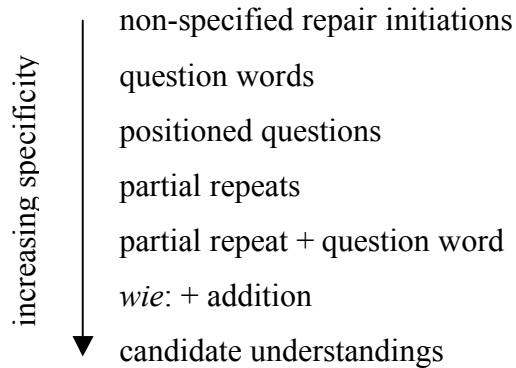 increasing specificity
non-specified repair initiations
question words
positioned questions
partial repeats
partial repeat + question word
wie: + addition
candidate understandings